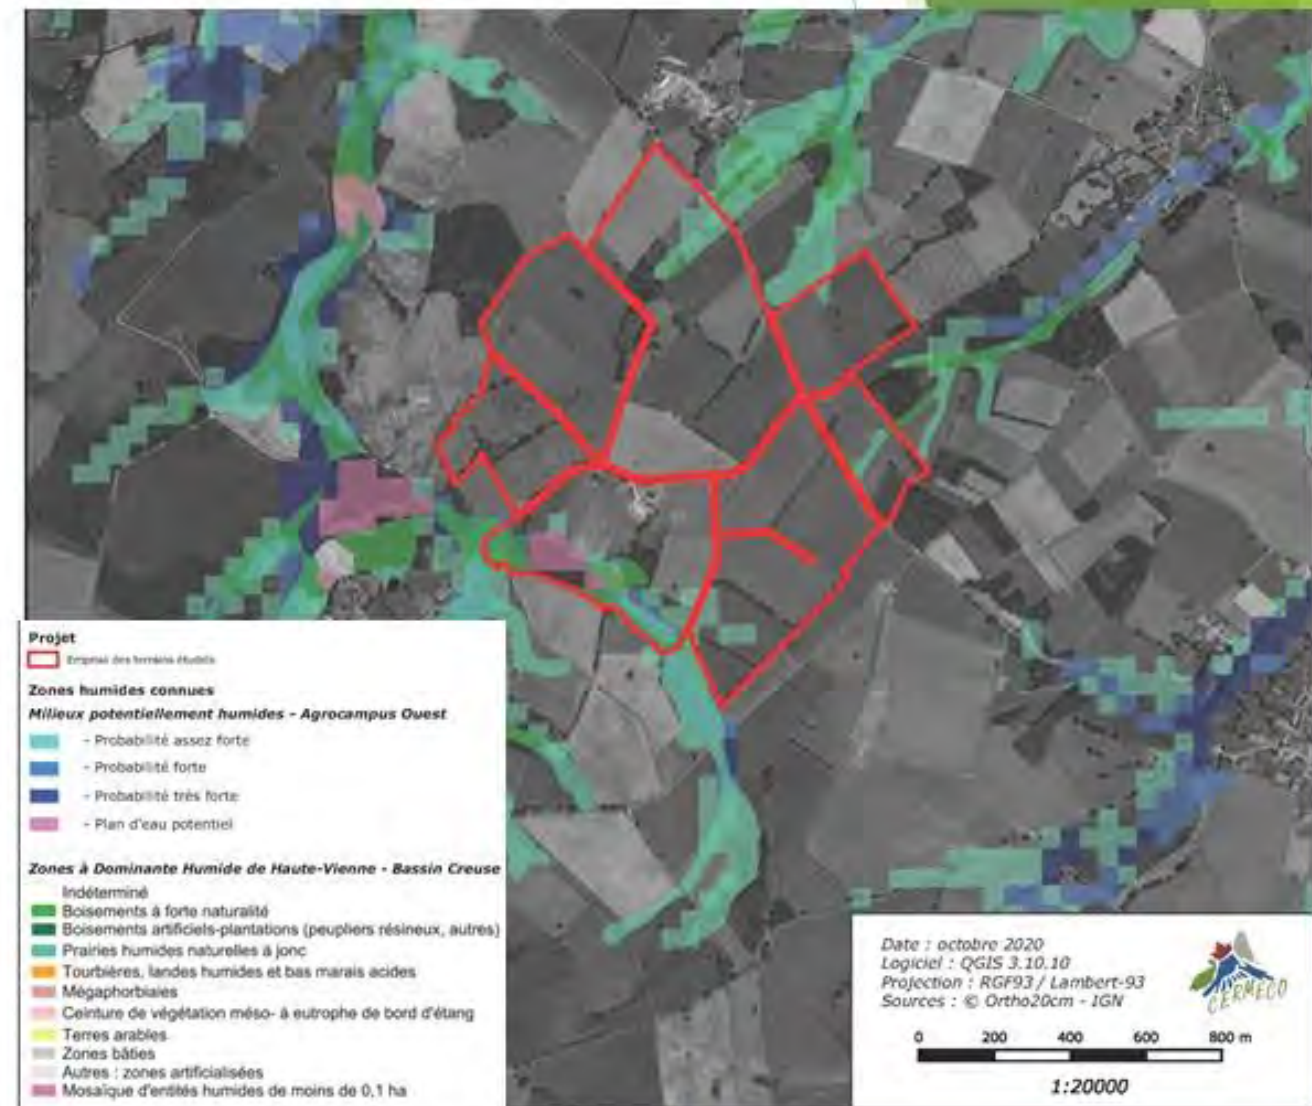 Projet
Emprise des terrains étudiés
Zones humides connues
Milieux potentiellement humides - Agrocampus Ouest
- Probabilité assez forte
- Probabilité forte
- Probabilité très forte
- Plan d'eau potentiel
Zones à Dominante Humide de Haute-Vienne - Bassin Creuse
Indéterminé
Boisements à forte naturalité
Boisements artificiels-plantations (peupliers résineux, autres)
Prairies humides naturelles à jonc
Tourbières, landes humides et bas marais acides
Mégaphorbiaies
Ceinture de végétation méso- à eutrophe de bord d'étang
Terres arables
Zones bâties
Autres : zones artificialisées
Mosaïque d'entités humides de moins de 0,1 ha
Date : octobre 2020
Logiciel : QGIS 3.10.10
Projection : RGF93 / Lambert-93
Sources : © Ortho20cm - IGN
CERMECO
0 200 400 600 800 m
1:20000